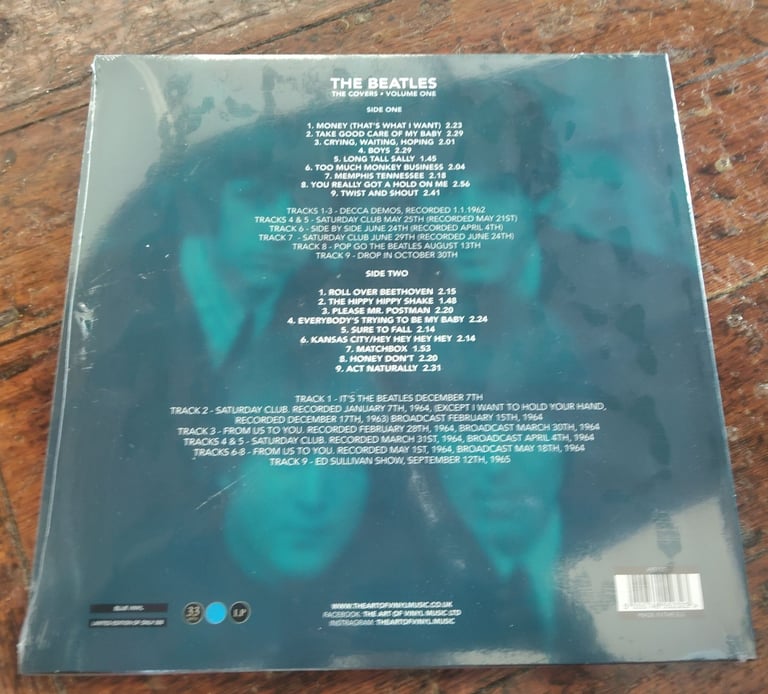 THE BEATLES
THE COVERS • VOLUME ONE
SIDE ONE
1. MONEY (THAT'S WHAT I WANT) 2.23
2. TAKE GOOD CARE OF MY BABY 2.29
3. CRYING, WAITING, HOPING 2.01
4. BOYS 2.29
5. LONG TALL SALLY 1.45
6. TOO MUCH MONKEY BUSINESS 2.04
7. MEMPHIS TENNESSEE 2.18
8. YOU REALLY GOT A HOLD ON ME 2.56
9. TWIST AND SHOUT 2.41
TRACKS 1-3 - DECCA DEMOS, RECORDED 1.1.1962
TRACKS 4 & 5 - SATURDAY CLUB MAY 25TH (RECORDED MAY 21ST)
TRACK 6 - SIDE BY SIDE JUNE 24TH (RECORDED APRIL 4TH)
TRACK 7 - SATURDAY CLUB JUNE 29TH (RECORDED JUNE 24TH)
TRACK 8 - POP GO THE BEATLES AUGUST 13TH
TRACK 9 - DROP IN OCTOBER 30TH
SIDE TWO
1. ROLL OVER BEETHOVEN 2.15
2. THE HIPPY HIPPY SHAKE 1.48
3. PLEASE MR. POSTMAN 2.20
4. EVERYBODY'S TRYING TO BE MY BABY 2.24
5. SURE TO FALL 2.14
6. KANSAS CITY/HEY HEY HEY HEY 2.14
7. MATCHBOX 1.53
8. HONEY DON'T 2.20
9. ACT NATURALLY 2.31
TRACK 1 - IT'S THE BEATLES DECEMBER 7TH
TRACK 2 - SATURDAY CLUB. RECORDED JANUARY 7TH, 1964, (EXCEPT I WANT TO HOLD YOUR HAND,
RECORDED DECEMBER 17TH, 1963) BROADCAST FEBRUARY 15TH, 1964
TRACK 3 - FROM US TO YOU. RECORDED FEBRUARY 28TH, 1964, BROADCAST MARCH 30TH, 1964
TRACKS 4 & 5 - SATURDAY CLUB. RECORDED MARCH 31ST, 1964, BROADCAST APRIL 4TH, 1964
TRACKS 6-8 - FROM US TO YOU. RECORDED MAY 1ST, 1964, BROADCAST MAY 18TH, 1964
TRACK 9 - ED SULLIVAN SHOW, SEPTEMBER 12TH, 1965
BLUE VINYL
LIMITED EDITION OF ONLY
33
LP
WWW.THEARTOFVINYLMUSIC.CO.UK
FACEBOOK: THE ART OF VINYL MUSIC LTD
INSTRAGRAM: THEARTOFVINYL.MUSIC